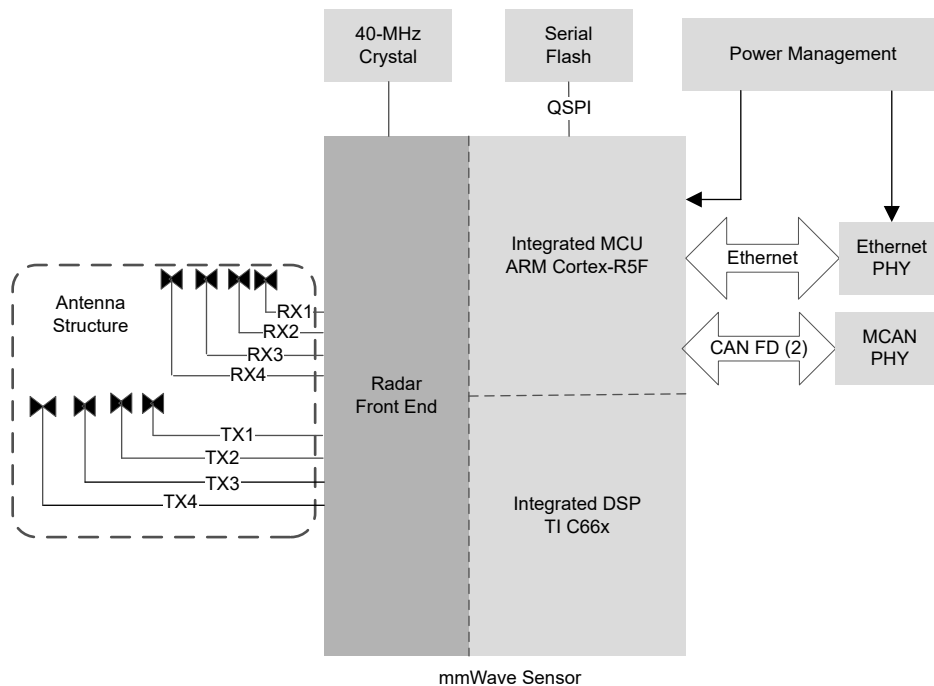 40-MHz
Crystal
Serial
Flash
Power Management
QSPI
Integrated MCU
ARM Cortex-R5F
Ethernet
Ethernet
PHY
Antenna
Structure
RX1
RX2
RX3
RX4
CAN FD (2)
MCAN
PHY
Radar
Front End
TX1
TX2
TX3
TX4
Integrated DSP
TI C66x
mmWave Sensor